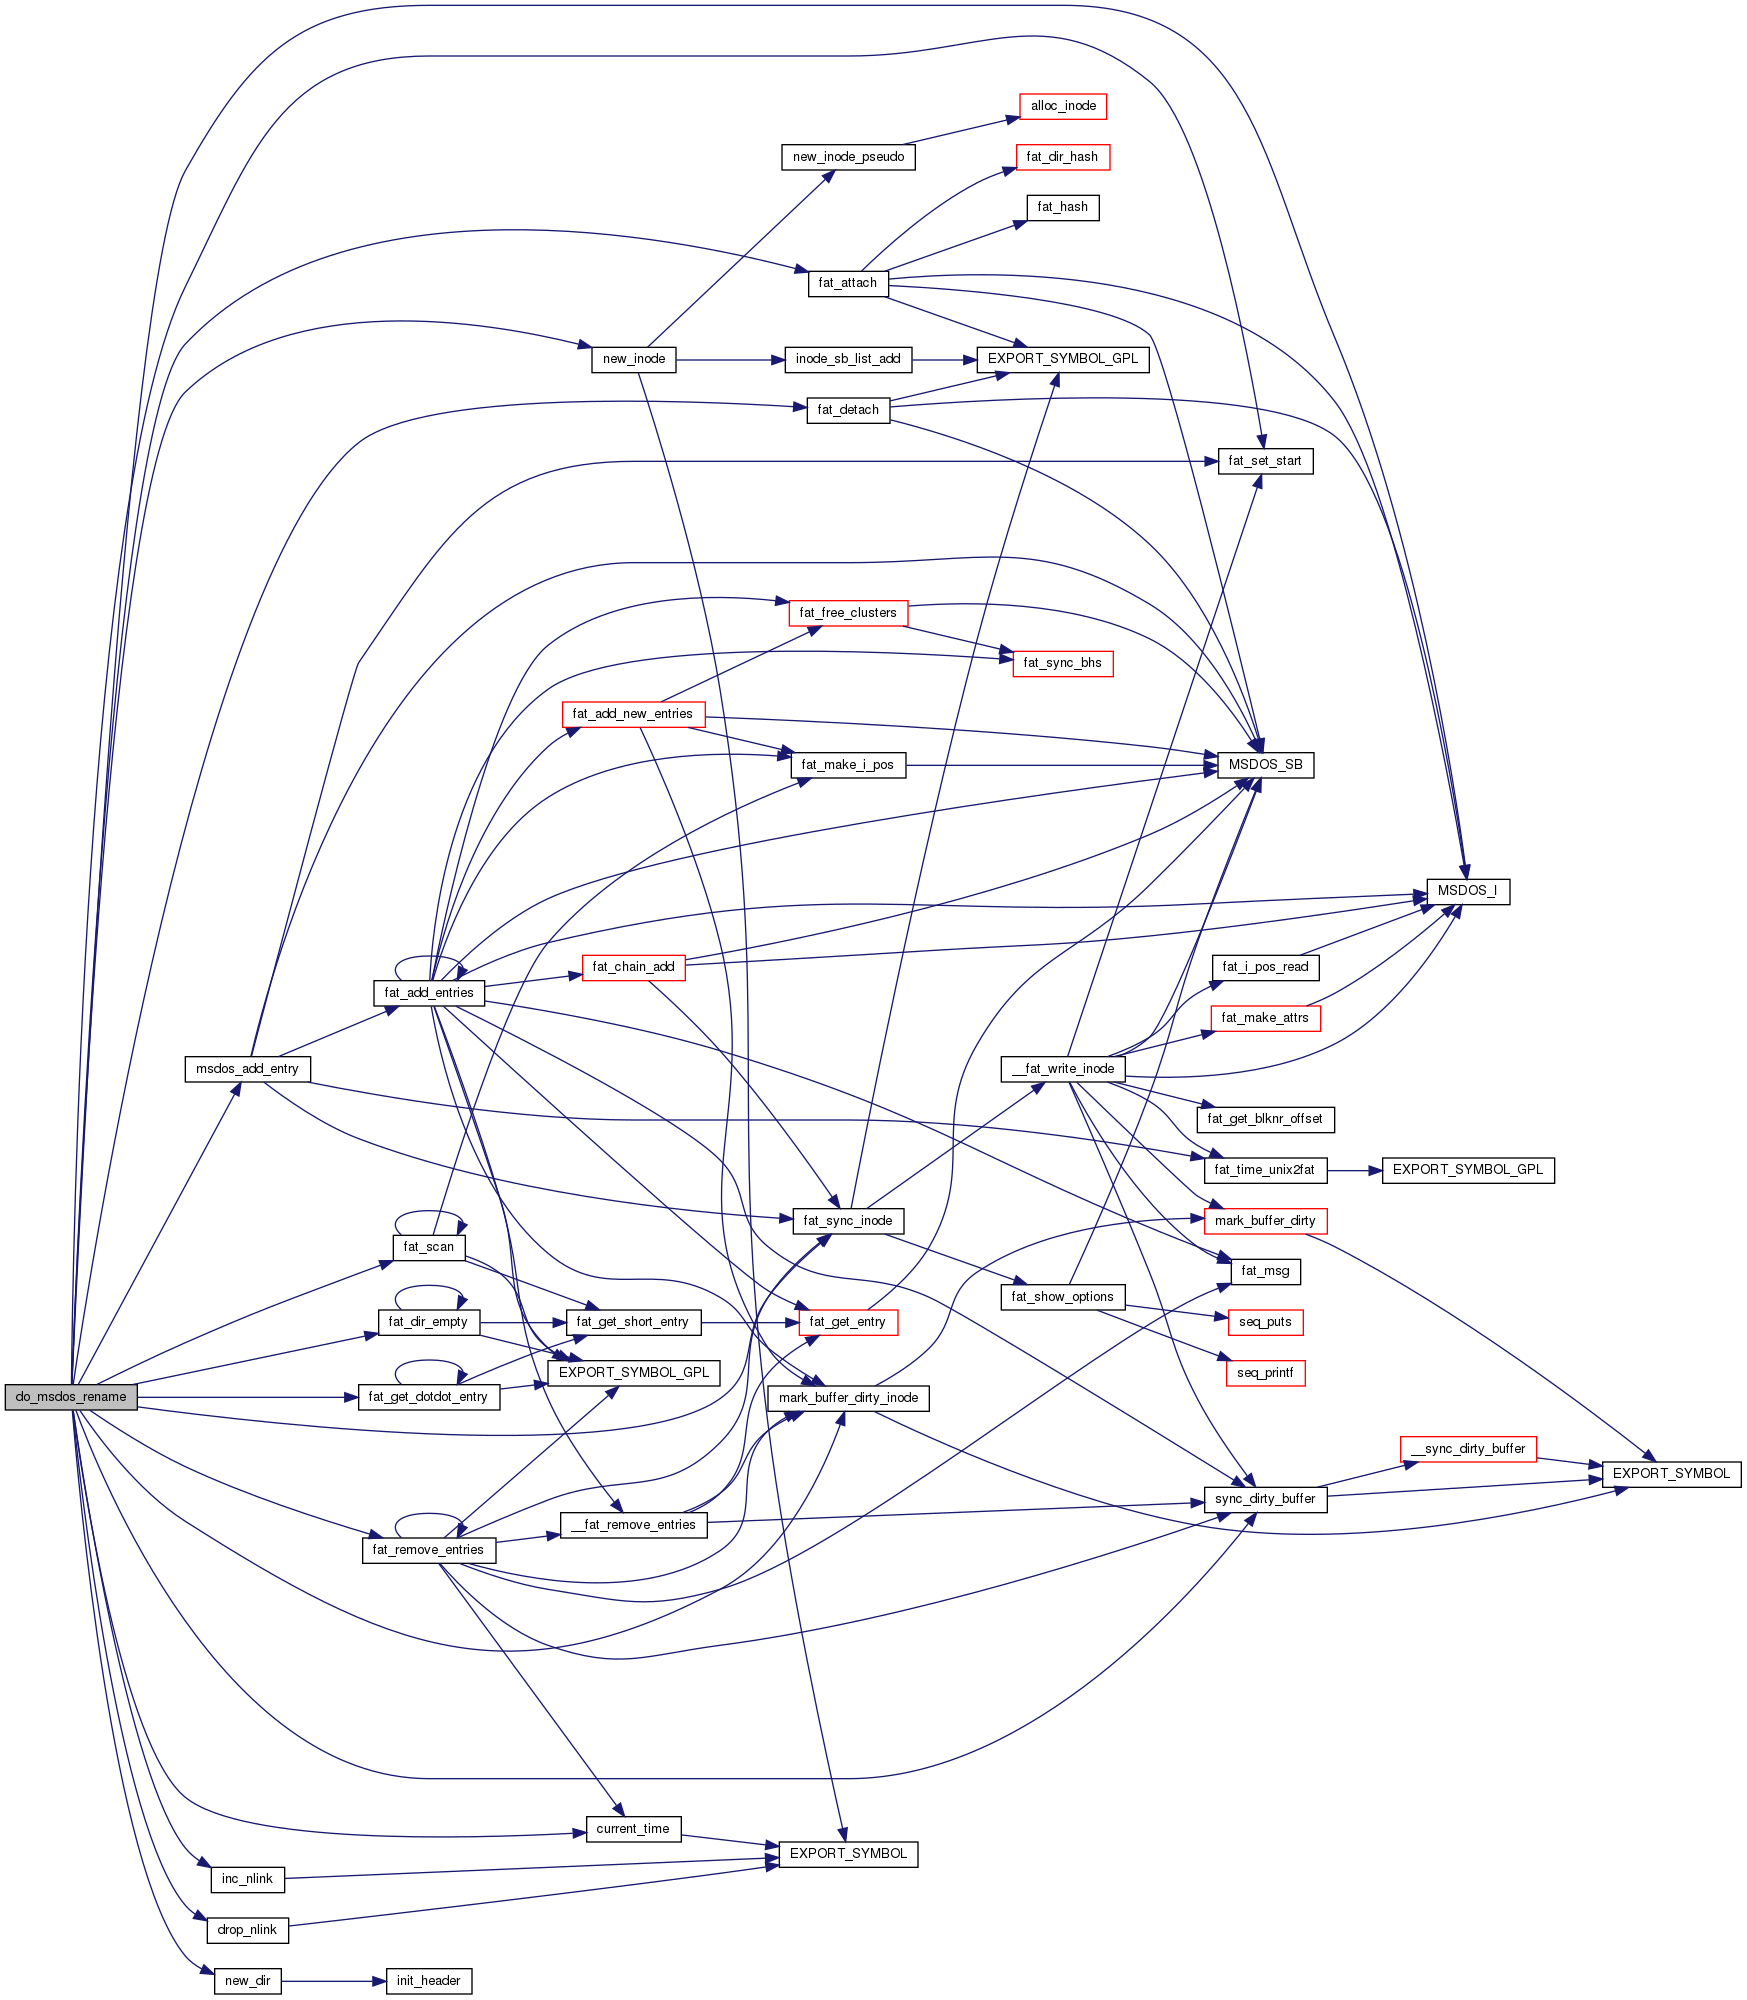 alloc_inode
new_inode_pseudo
fat_dir_hash
fat_hash
fat_attach
new_inode
inode_sb_list_add
EXPORT_SYMBOL_GPL
fat_detach
fat_set_start
fat_free_clusters
fat_sync_bhs
fat_add_new_entries
fat_make_i_pos
MSDOS_SB
MSDOS_I
fat_chain_add
fat_i_pos_read
fat_add_entries
fat_make_attrs
msdos_add_entry
__fat_write_inode
fat_get_blknr_offset
fat_time_unix2fat
EXPORT_SYMBOL_GPL
fat_sync_inode
mark_buffer_dirty
fat_scan
fat_msg
fat_show_options
fat_dir_empty
fat_get_short_entry
fat_get_entry
seq_puts
EXPORT_SYMBOL_GPL
seq_printf
do_msdos_rename
fat_get_dotdot_entry
mark_buffer_dirty_inode
__sync_dirty_buffer
EXPORT_SYMBOL
sync_dirty_buffer
__fat_remove_entries
fat_remove_entries
current_time
EXPORT_SYMBOL
inc_nlink
drop_nlink
new_dir
init_header